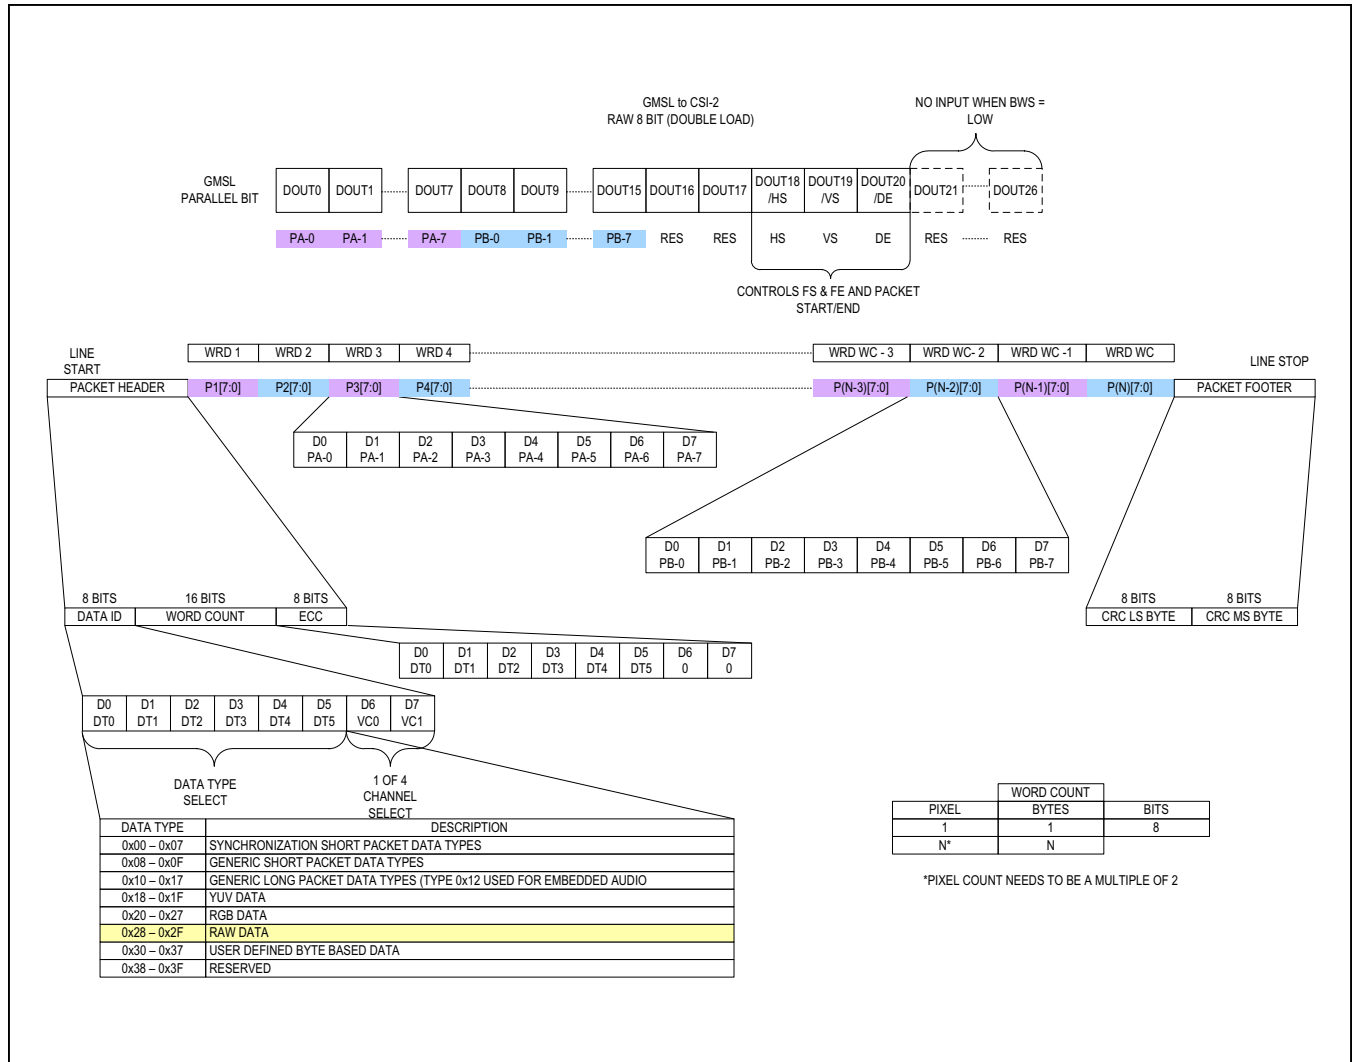 GMSL to CSI-2
RAW 8 BIT (DOUBLE LOAD)
NO INPUT WHEN BWS =
LOW
GMSL
PARALLEL BIT
DOUT0 DOUT1 DOUT7 DOUT8 DOUT9 DOUT15 DOUT16 DOUT17 DOUT18 /HS DOUT19 /VS DOUT20 /DE DOUT21 DOUT26
PA-0 PA-1 PA-7 PB-0 PB-1 PB-7 RES RES HS VS DE RES RES
CONTROLS FS & FE AND PACKET
START/END
LINE
START
WRD 1 WRD 2 WRD 3 WRD 4 WRD WC - 3 WRD WC- 2 WRD WC -1 WRD WC
LINE STOP
PACKET HEADER P1[7:0] P2[7:0] P3[7:0] P4[7:0] P(N-3)[7:0] P(N-2)[7:0] P(N-1)[7:0] P(N)[7:0] PACKET FOOTER
D0 D1 D2 D3 D4 D5 D6 D7
PA-0 PA-1 PA-2 PA-3 PA-4 PA-5 PA-6 PA-7
D0 D1 D2 D3 D4 D5 D6 D7
PB-0 PB-1 PB-2 PB-3 PB-4 PB-5 PB-6 PB-7
8 BITS 16 BITS 8 BITS
DATA ID WORD COUNT ECC
8 BITS 8 BITS
CRC LS BYTE CRC MS BYTE
D0 D1 D2 D3 D4 D5 D6 D7
DT0 DT1 DT2 DT3 DT4 DT5 0 0
D0 D1 D2 D3 D4 D5 D6 D7
DT0 DT1 DT2 DT3 DT4 DT5 VC0 VC1
DATA TYPE
SELECT
1 OF 4
CHANNEL
SELECT
DATA TYPE DESCRIPTION
0x00 – 0x07 SYNCHRONIZATION SHORT PACKET DATA TYPES
0x08 – 0x0F GENERIC SHORT PACKET DATA TYPES
0x10 – 0x17 GENERIC LONG PACKET DATA TYPES (TYPE 0x12 USED FOR EMBEDDED AUDIO
0x18 – 0x1F YUV DATA
0x20 – 0x27 RGB DATA
0x28 – 0x2F RAW DATA
0x30 – 0x37 USER DEFINED BYTE BASED DATA
0x38 – 0x3F RESERVED
WORD COUNT
PIXEL BYTES BITS
1 1 8
N* N
*PIXEL COUNT NEEDS TO BE A MULTIPLE OF 2